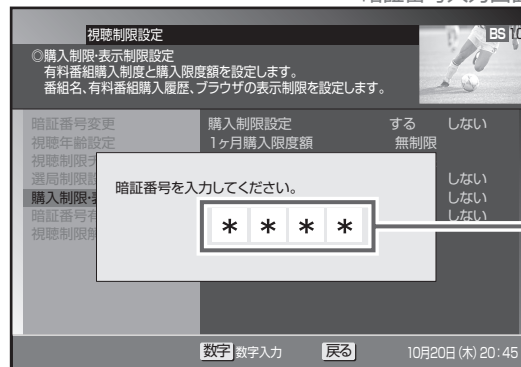 視聴制限設定
BS
◎購入制限・表示制限設定
有料番組購入制度と購入限度額を設定します。
番組名、有料番組購入履歴、ブラウザの表示制限を設定します。
暗証番号変更 購入制限設定 する しない
視聴年齢設定 1ヶ月購入限度額 無制限
視聴制限
選局制限設 しない
購入制限・ しない
暗証番号 しない
視聴制限
暗証番号を入力してください。
* * * *
数字 数字入力 戻る 10月20日(木) 20:45